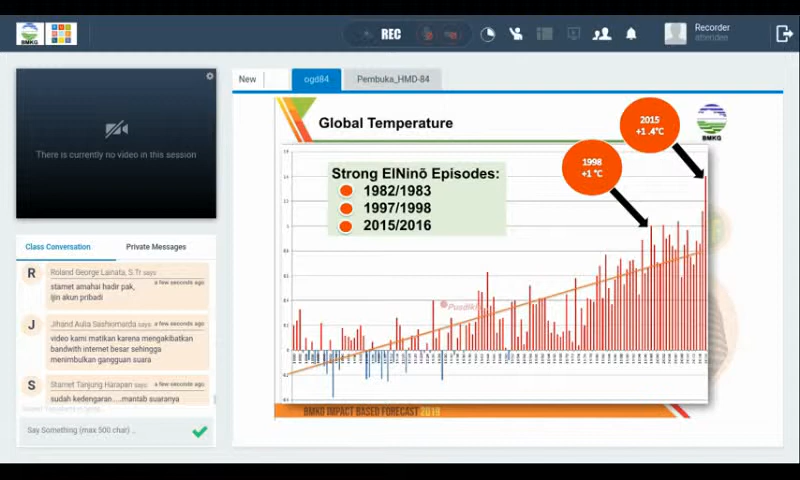 BMKG
REC
Recorder
attendee
New
ogd84
Pembuka_HMD-84
There is currently no video in this session
Global Temperature
2015
+1 .4°C
BMKG
1998
+1 °C
Strong ElNinō Episodes:
1982/1983
1997/1998
2015/2016
Class Conversation
Private Messages
R
Roland George Lainata, S.Tr says
a few seconds ago
stamet amahai hadir pak,
ijin akun pribadi
J
Jihand Aulia Sashiomarda says
a few seconds ago
video kami matikan karena mengakibatkan
bandwith internet besar sehingga
menimbulkan gangguan suara
S
Stamet Tanjung Harapan says
a few seconds ago
sudah kedengaran....mantab suaranya
Say Something (max 500 char) ..
BMKG IMPACT BASED FORECAST 2019